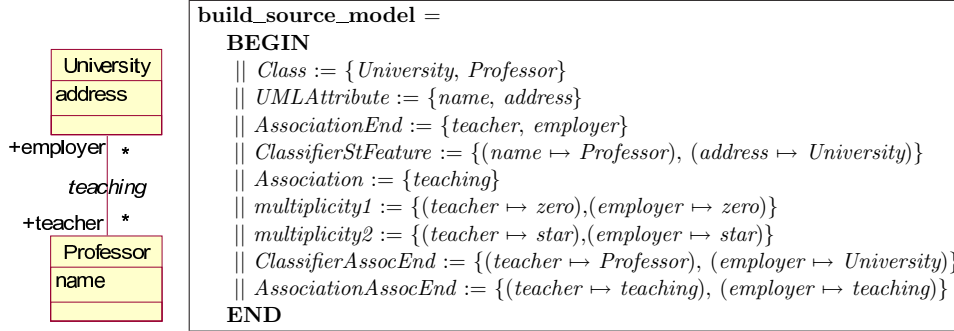 University
address
+employer *
teaching
+teacher *
Professor
name
build_source_model =
BEGIN
|| Class := {University, Professor}
|| UMLAttribute := {name, address}
|| AssociationEnd := {teacher, employer}
|| ClassifierStFeature := {(name ↦ Professor), (address ↦ University)}
|| Association := {teaching}
|| multiplicity1 := {(teacher ↦ zero),(employer ↦ zero)}
|| multiplicity2 := {(teacher ↦ star),(employer ↦ star)}
|| ClassifierAssocEnd := {(teacher ↦ Professor), (employer ↦ University)}
|| AssociationAssocEnd := {(teacher ↦ teaching), (employer ↦ teaching)}
END